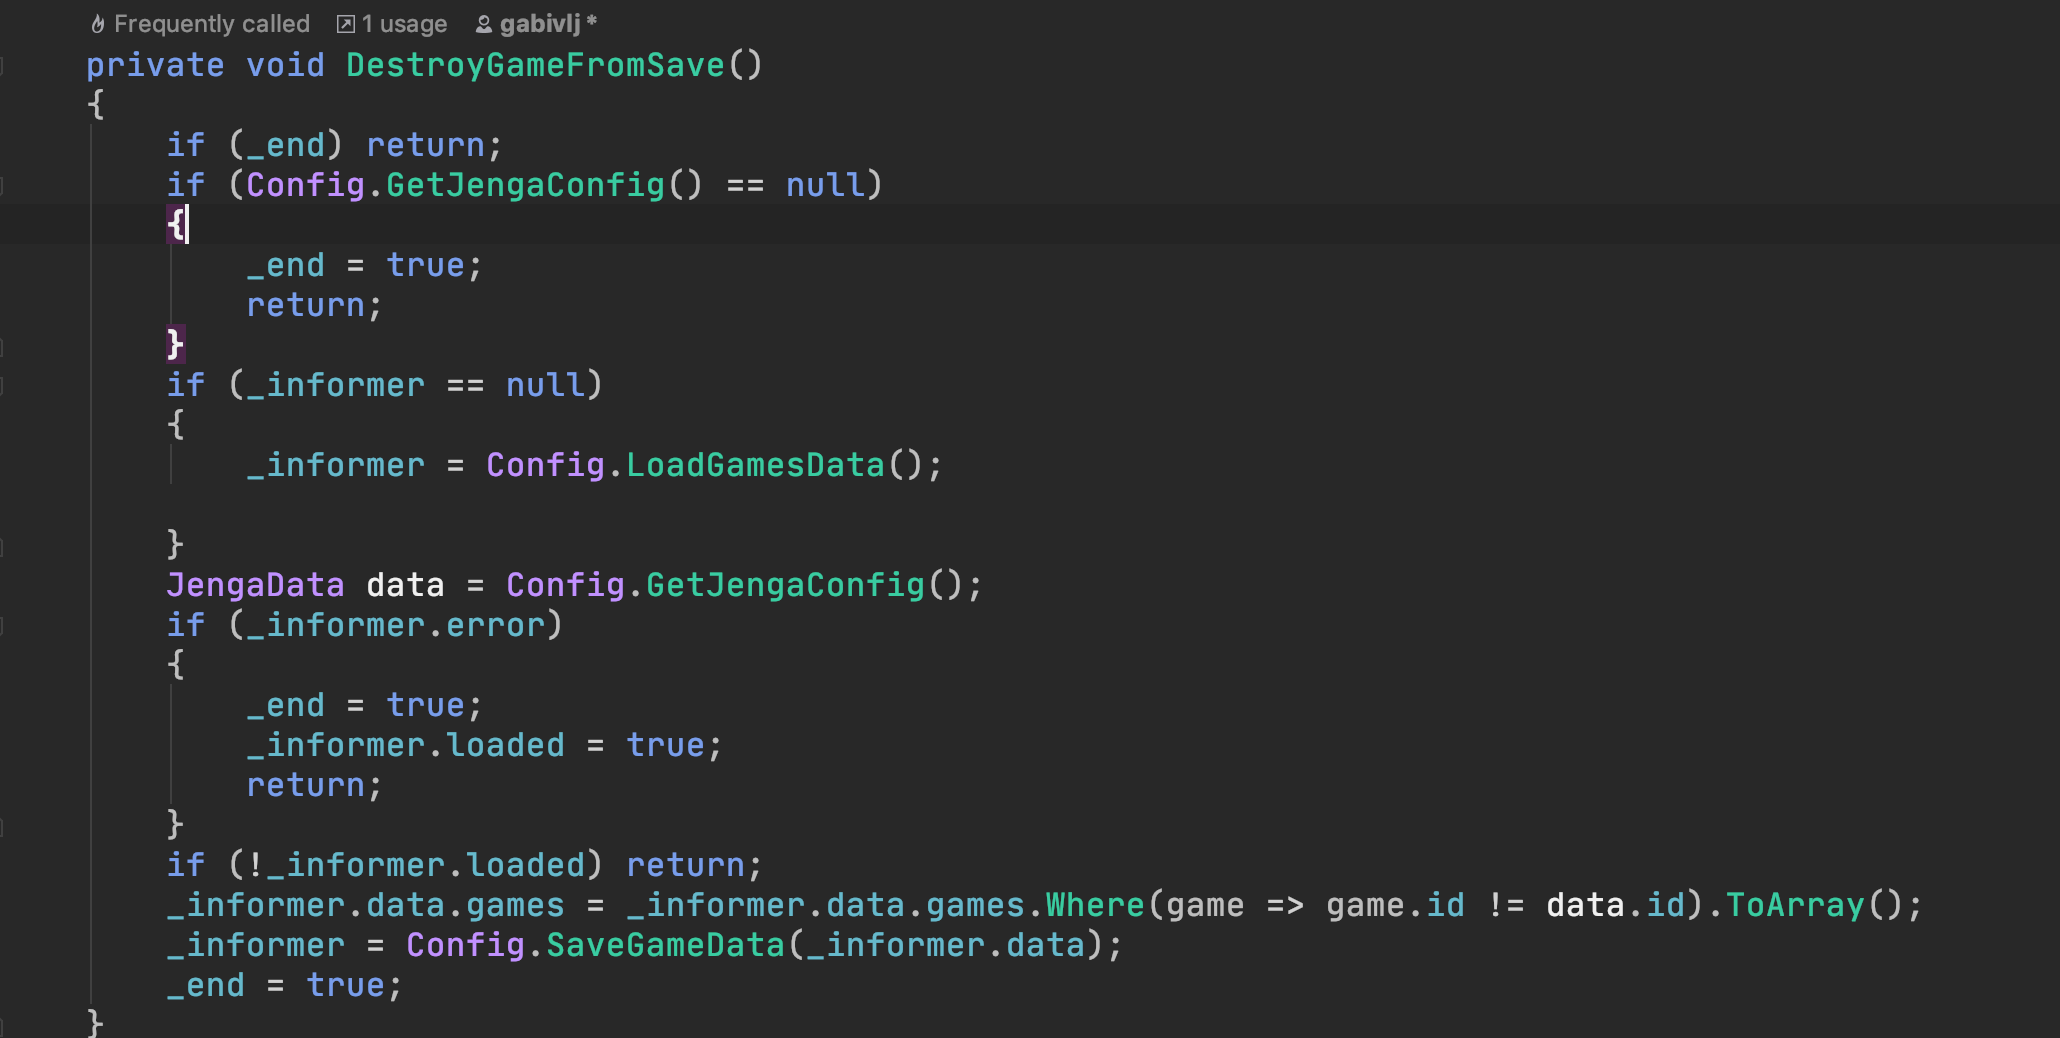 Frequently called 1 usage gabivlj *
private void DestroyGameFromSave()
{
    if (_end) return;
    if (Config.GetJengaConfig() == null)
    {
        _end = true;
        return;
    }
    if (_informer == null)
    {
        _informer = Config.LoadGamesData();

    }
    JengaData data = Config.GetJengaConfig();
    if (_informer.error)
    {
        _end = true;
        _informer.loaded = true;
        return;
    }
    if (!_informer.loaded) return;
    _informer.data.games = _informer.data.games.Where(game => game.id != data.id).ToArray();
    _informer = Config.SaveGameData(_informer.data);
    _end = true;
}